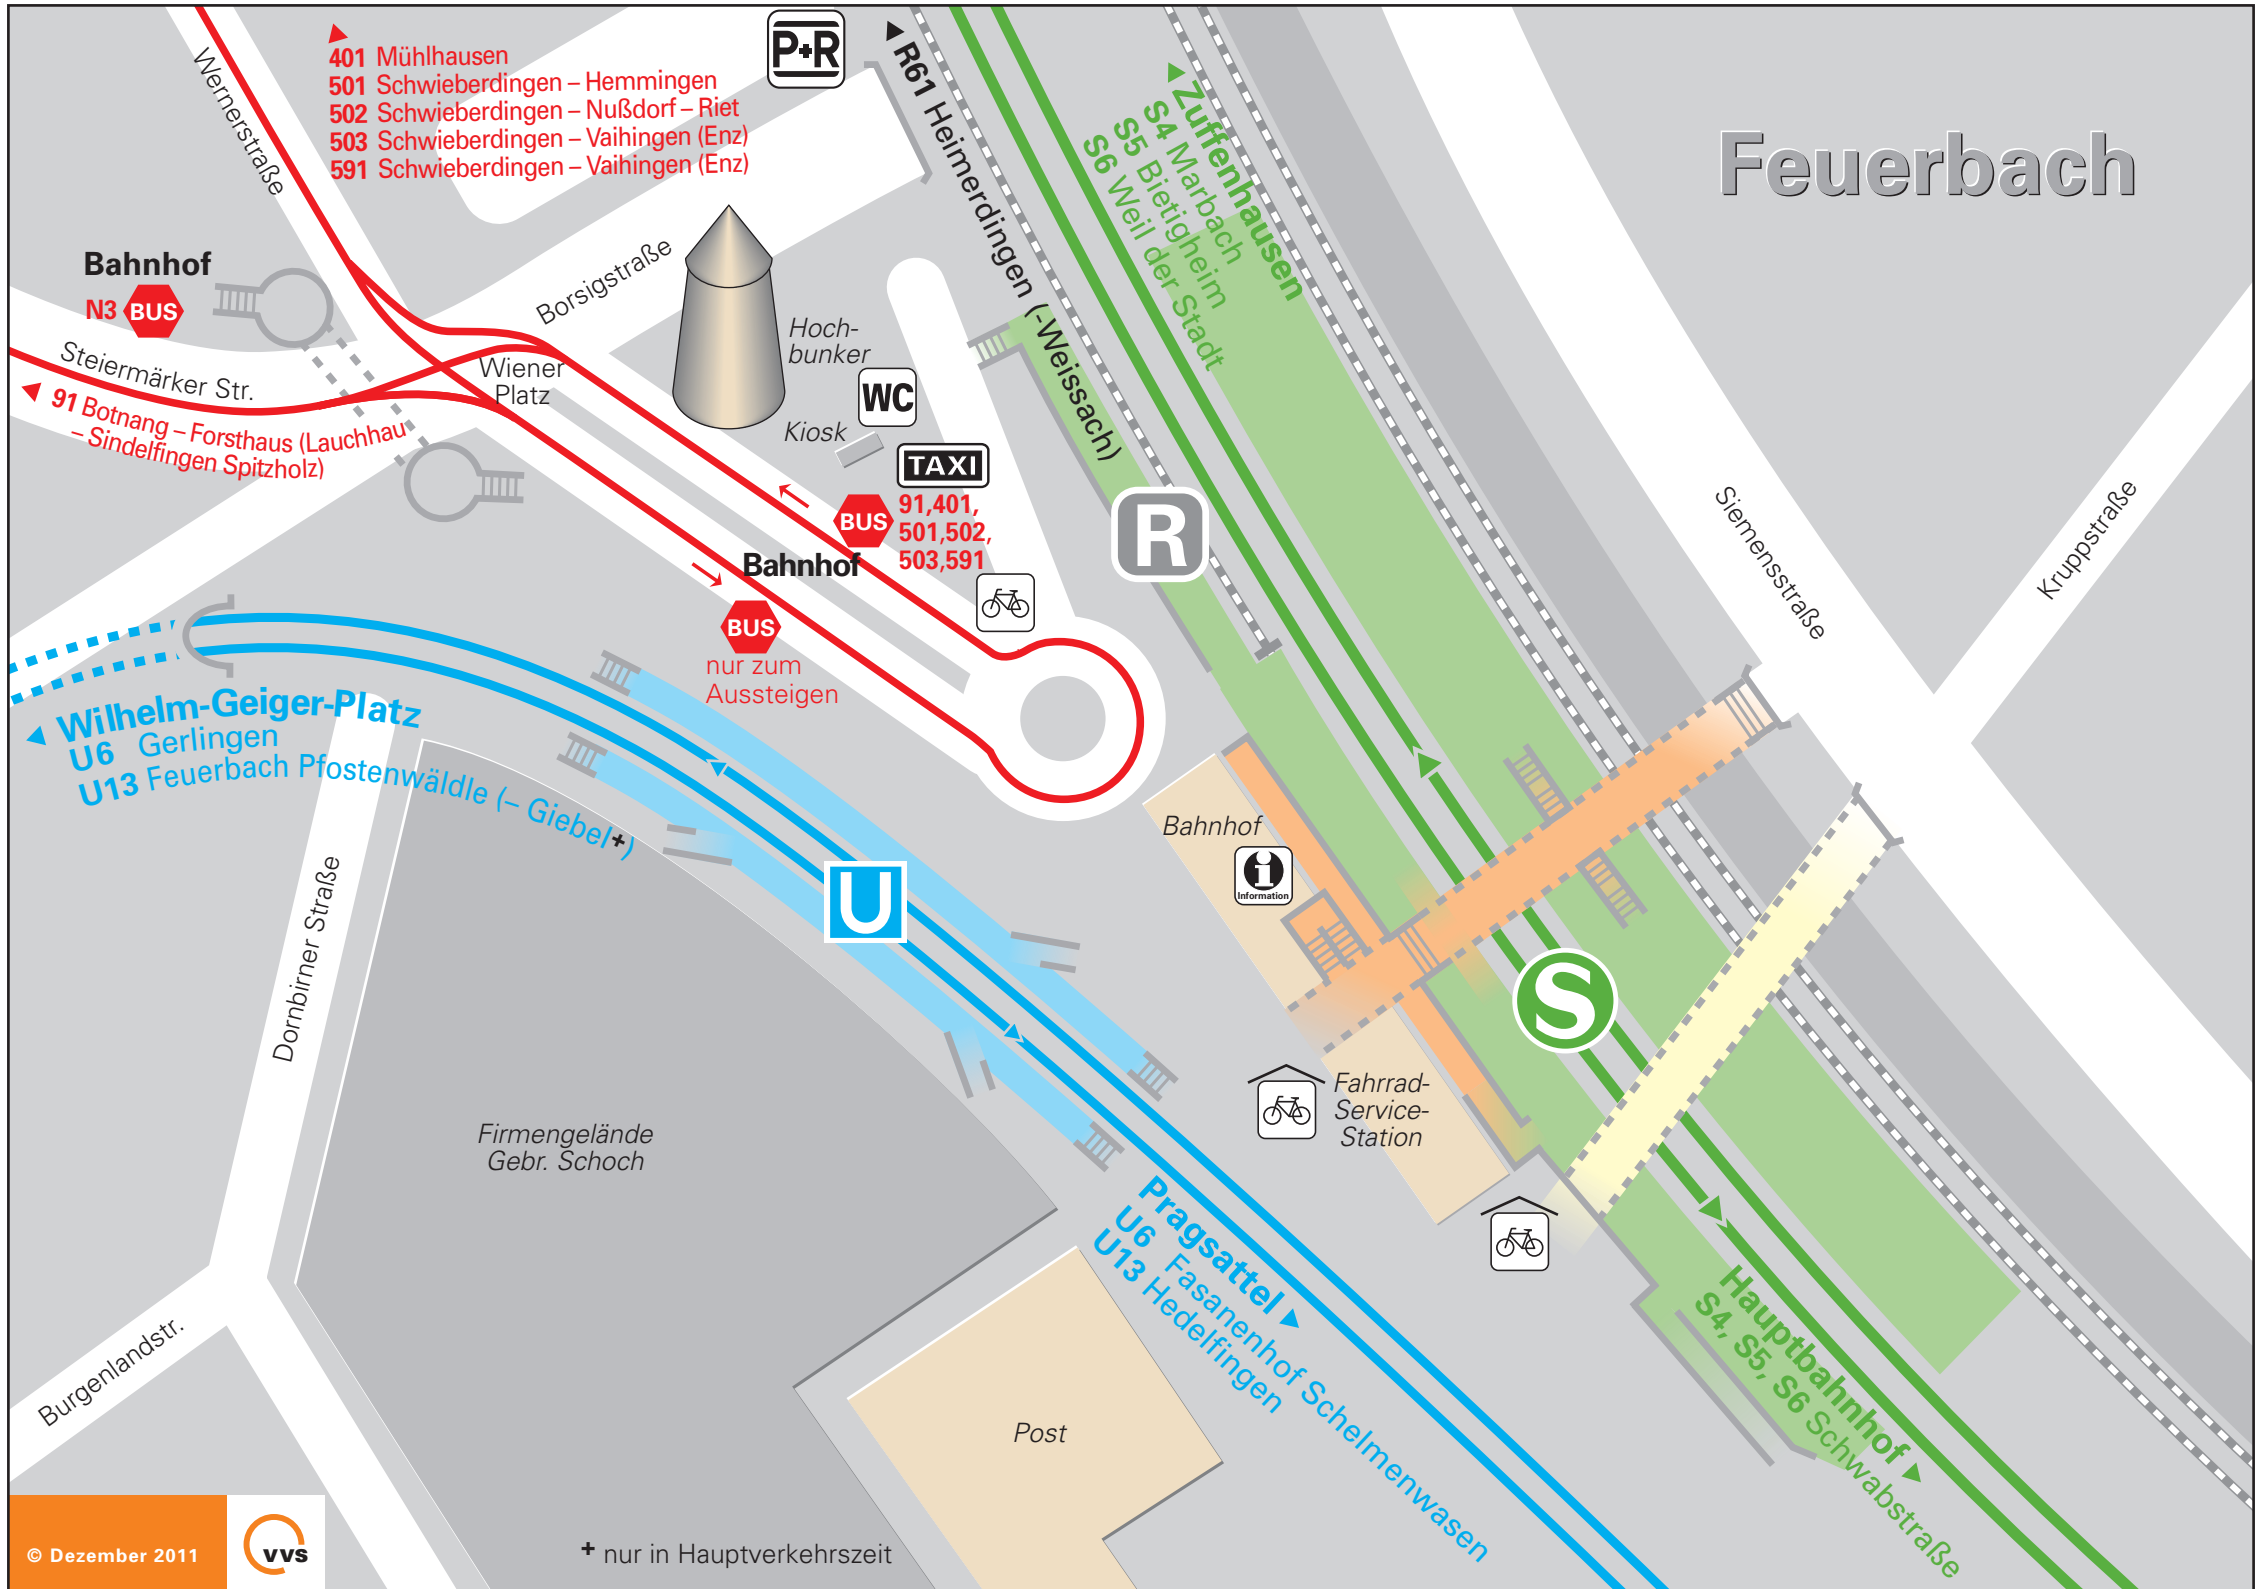 P+R
401 Mühlhausen
501 Schwieberdingen – Hemmingen
502 Schwieberdingen – Nußdorf – Riet
503 Schwieberdingen – Vaihingen (Enz)
591 Schwieberdingen – Vaihingen (Enz)
Wernerstraße
R61 Heimerdingen (-Weissach)
Zuffenhausen
S4 Marbach
S5 Bietigheim
S6 Weil der Stadt
Feuerbach
Bahnhof
N3 BUS
Borsigstraße
Steiermärker Str.
Wiener
Platz
91 Botnang – Forsthaus (Lauchhau
– Sindelfingen Spitzholz)
Hoch-
bunker
WC
Kiosk
TAXI
BUS
91,401,
501,502,
503,591
Bahnhof
BUS
nur zum
Aussteigen
R
Siemensstraße
Kruppstraße
Wilhelm-Geiger-Platz
U6 Gerlingen
U13 Feuerbach Pfostenwäldle (– Giebel+)
U
Bahnhof
i
Information
S
Dornbirner Straße
Fahrrad-
Service-
Station
Firmengelände
Gebr. Schoch
Pragsattel
U6 Fasanenhof Schelmenwasen
U13 Hedelfingen
Hauptbahnhof
S4, S5, S6 Schwabstraße
Burgenlandstr.
Post
+ nur in Hauptverkehrszeit
© Dezember 2011
vvs